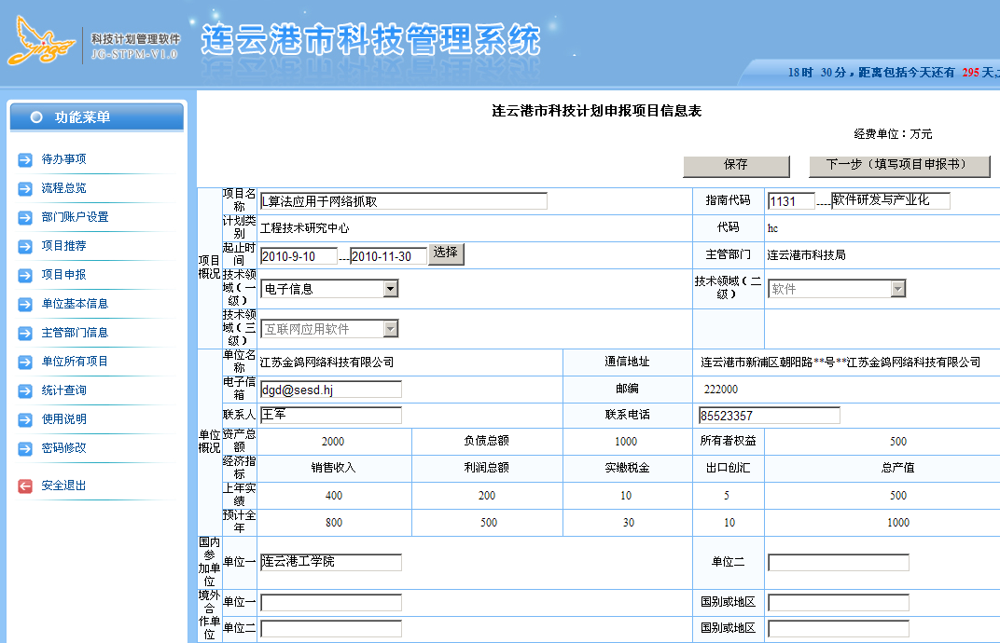 Jinge
科技计划管理软件
JG-STPM-V1.0
连云港市科技管理系统
18时 30分，距离包括今天还有 295天,
功能菜单
待办事项
流程总览
部门账户设置
项目推荐
项目申报
单位基本信息
主管部门信息
单位所有项目
统计查询
使用说明
密码修改
安全退出
连云港市科技计划申报项目信息表
经费单位：万元
保存 下一步（填写项目申报书）
项目概况
项目名称 L算法应用于网络抓取 指南代码 1131 ----软件研发与产业化
计划类别 工程技术研究中心 代码 hc
起止时间 2010-9-10 ---2010-11-30 选择 主管部门 连云港市科技局
技术领域（一级） 电子信息 技术领域（二级） 软件
技术领域（三级） 互联网应用软件
单位概况
单位名称 江苏金鸽网络科技有限公司 通信地址 连云港市新浦区朝阳路**号**江苏金鸽网络科技有限公司
电子信箱 dgd@sesd.hj 邮编 222000
联系人 王军 联系电话 85523357
资产总额 2000 负债总额 1000 所有者权益 500
经济指标 销售收入 利润总额 实缴税金 出口创汇 总产值
上年实绩 400 200 10 5 500
预计全年 800 500 30 10 1000
国内参加单位 单位一 连云港工学院 单位二
境外合作单位 单位一 国别或地区
单位二 国别或地区